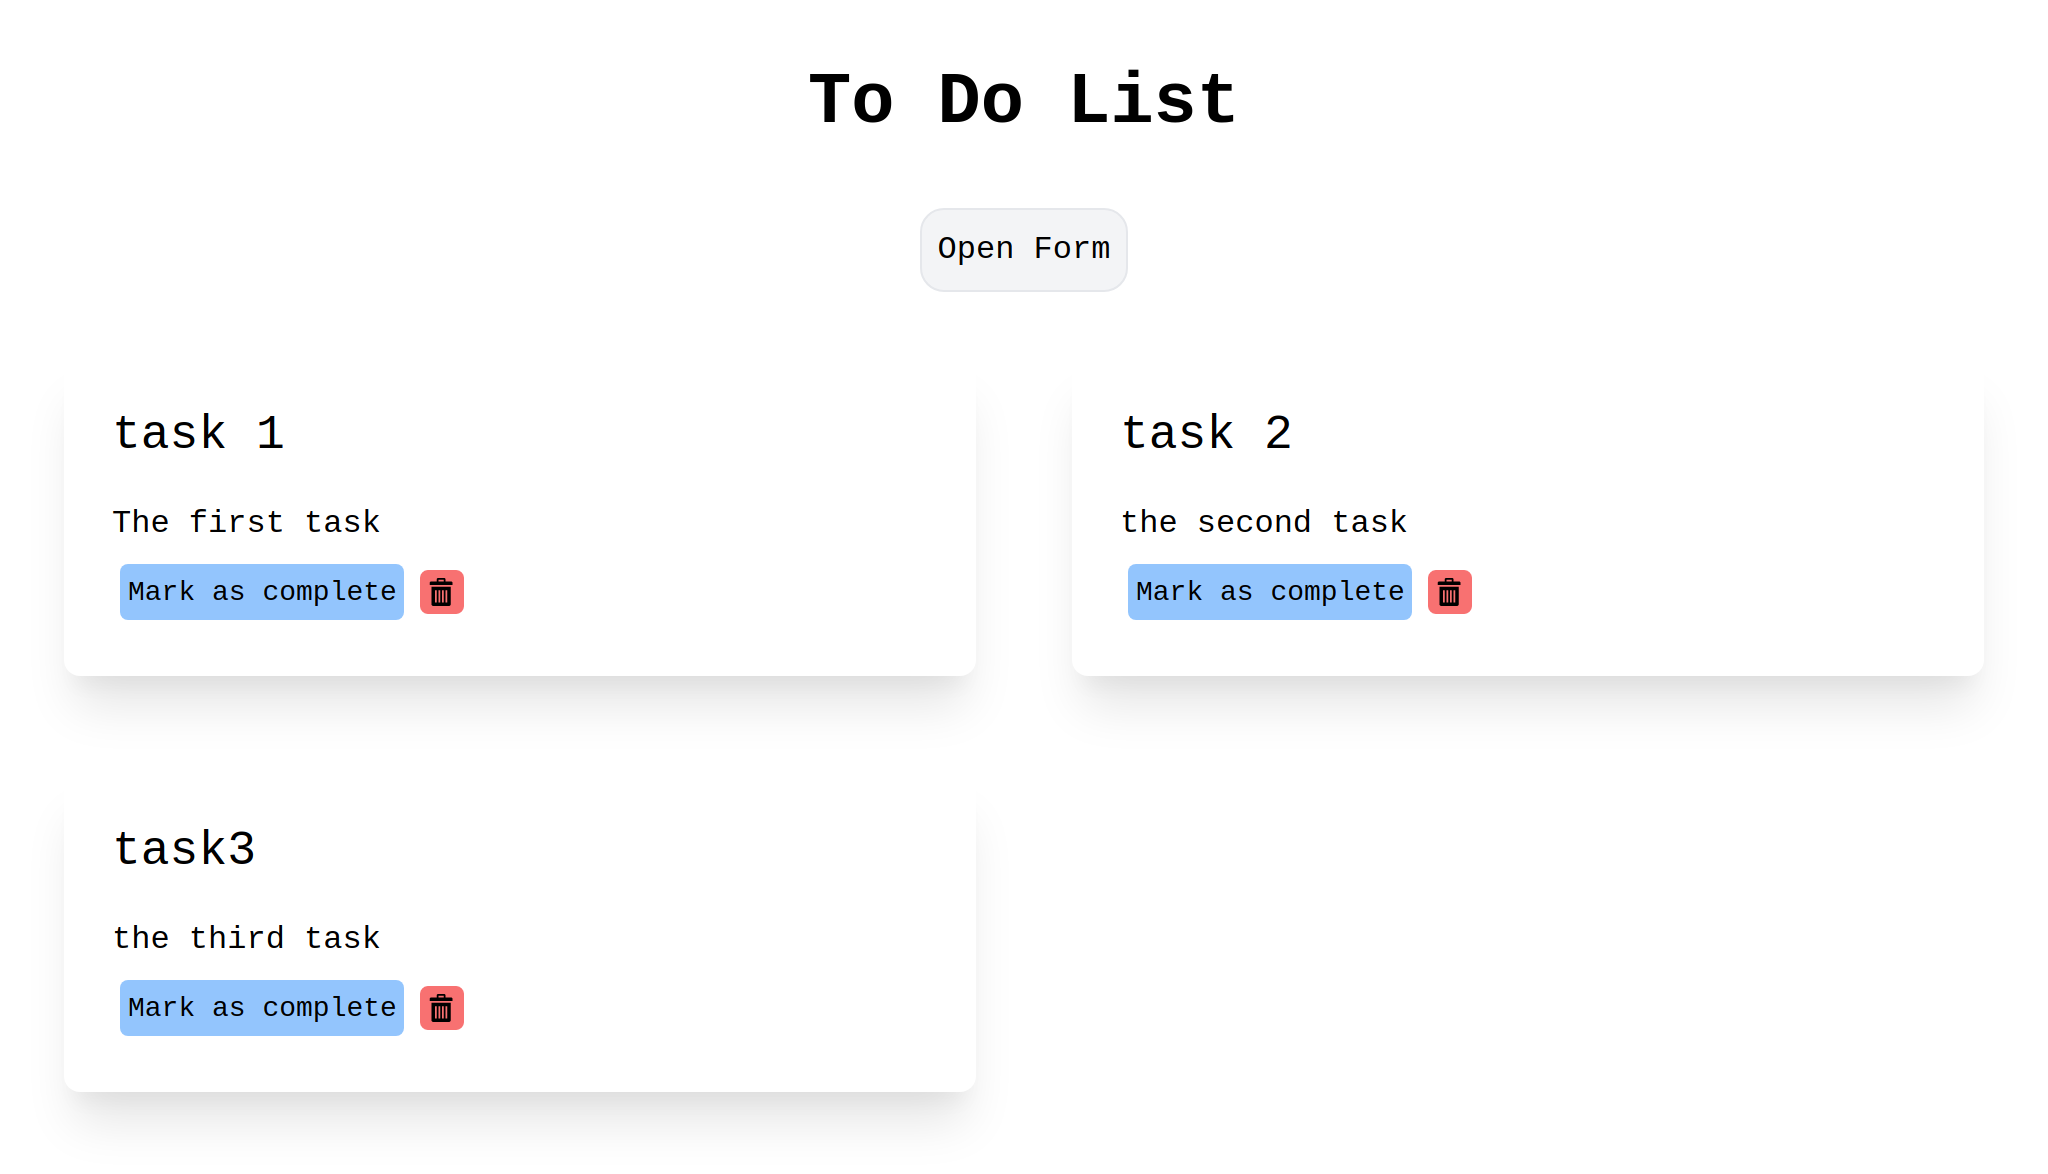 To Do List
Open Form
task 1
The first task
Mark as complete
task 2
the second task
Mark as complete
task3
the third task
Mark as complete